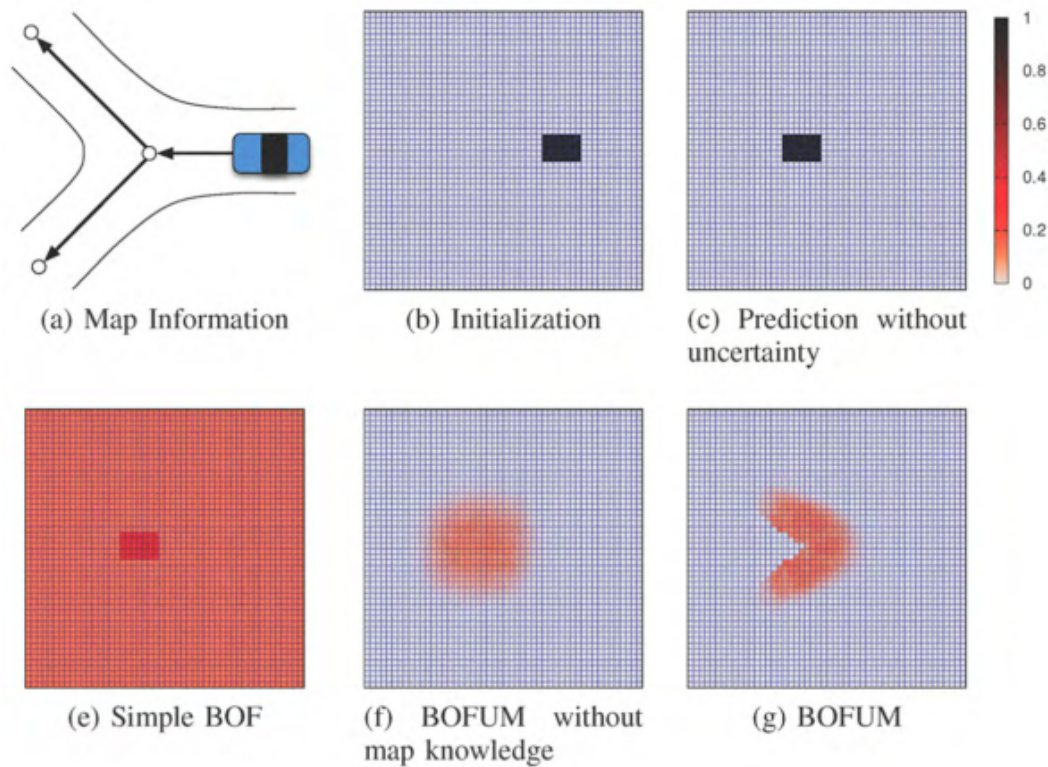 1
0.8
0.6
0.4
0.2
0
(a) Map Information
(b) Initialization
(c) Prediction without
uncertainty
(e) Simple BOF
(f) BOFUM without
map knowledge
(g) BOFUM